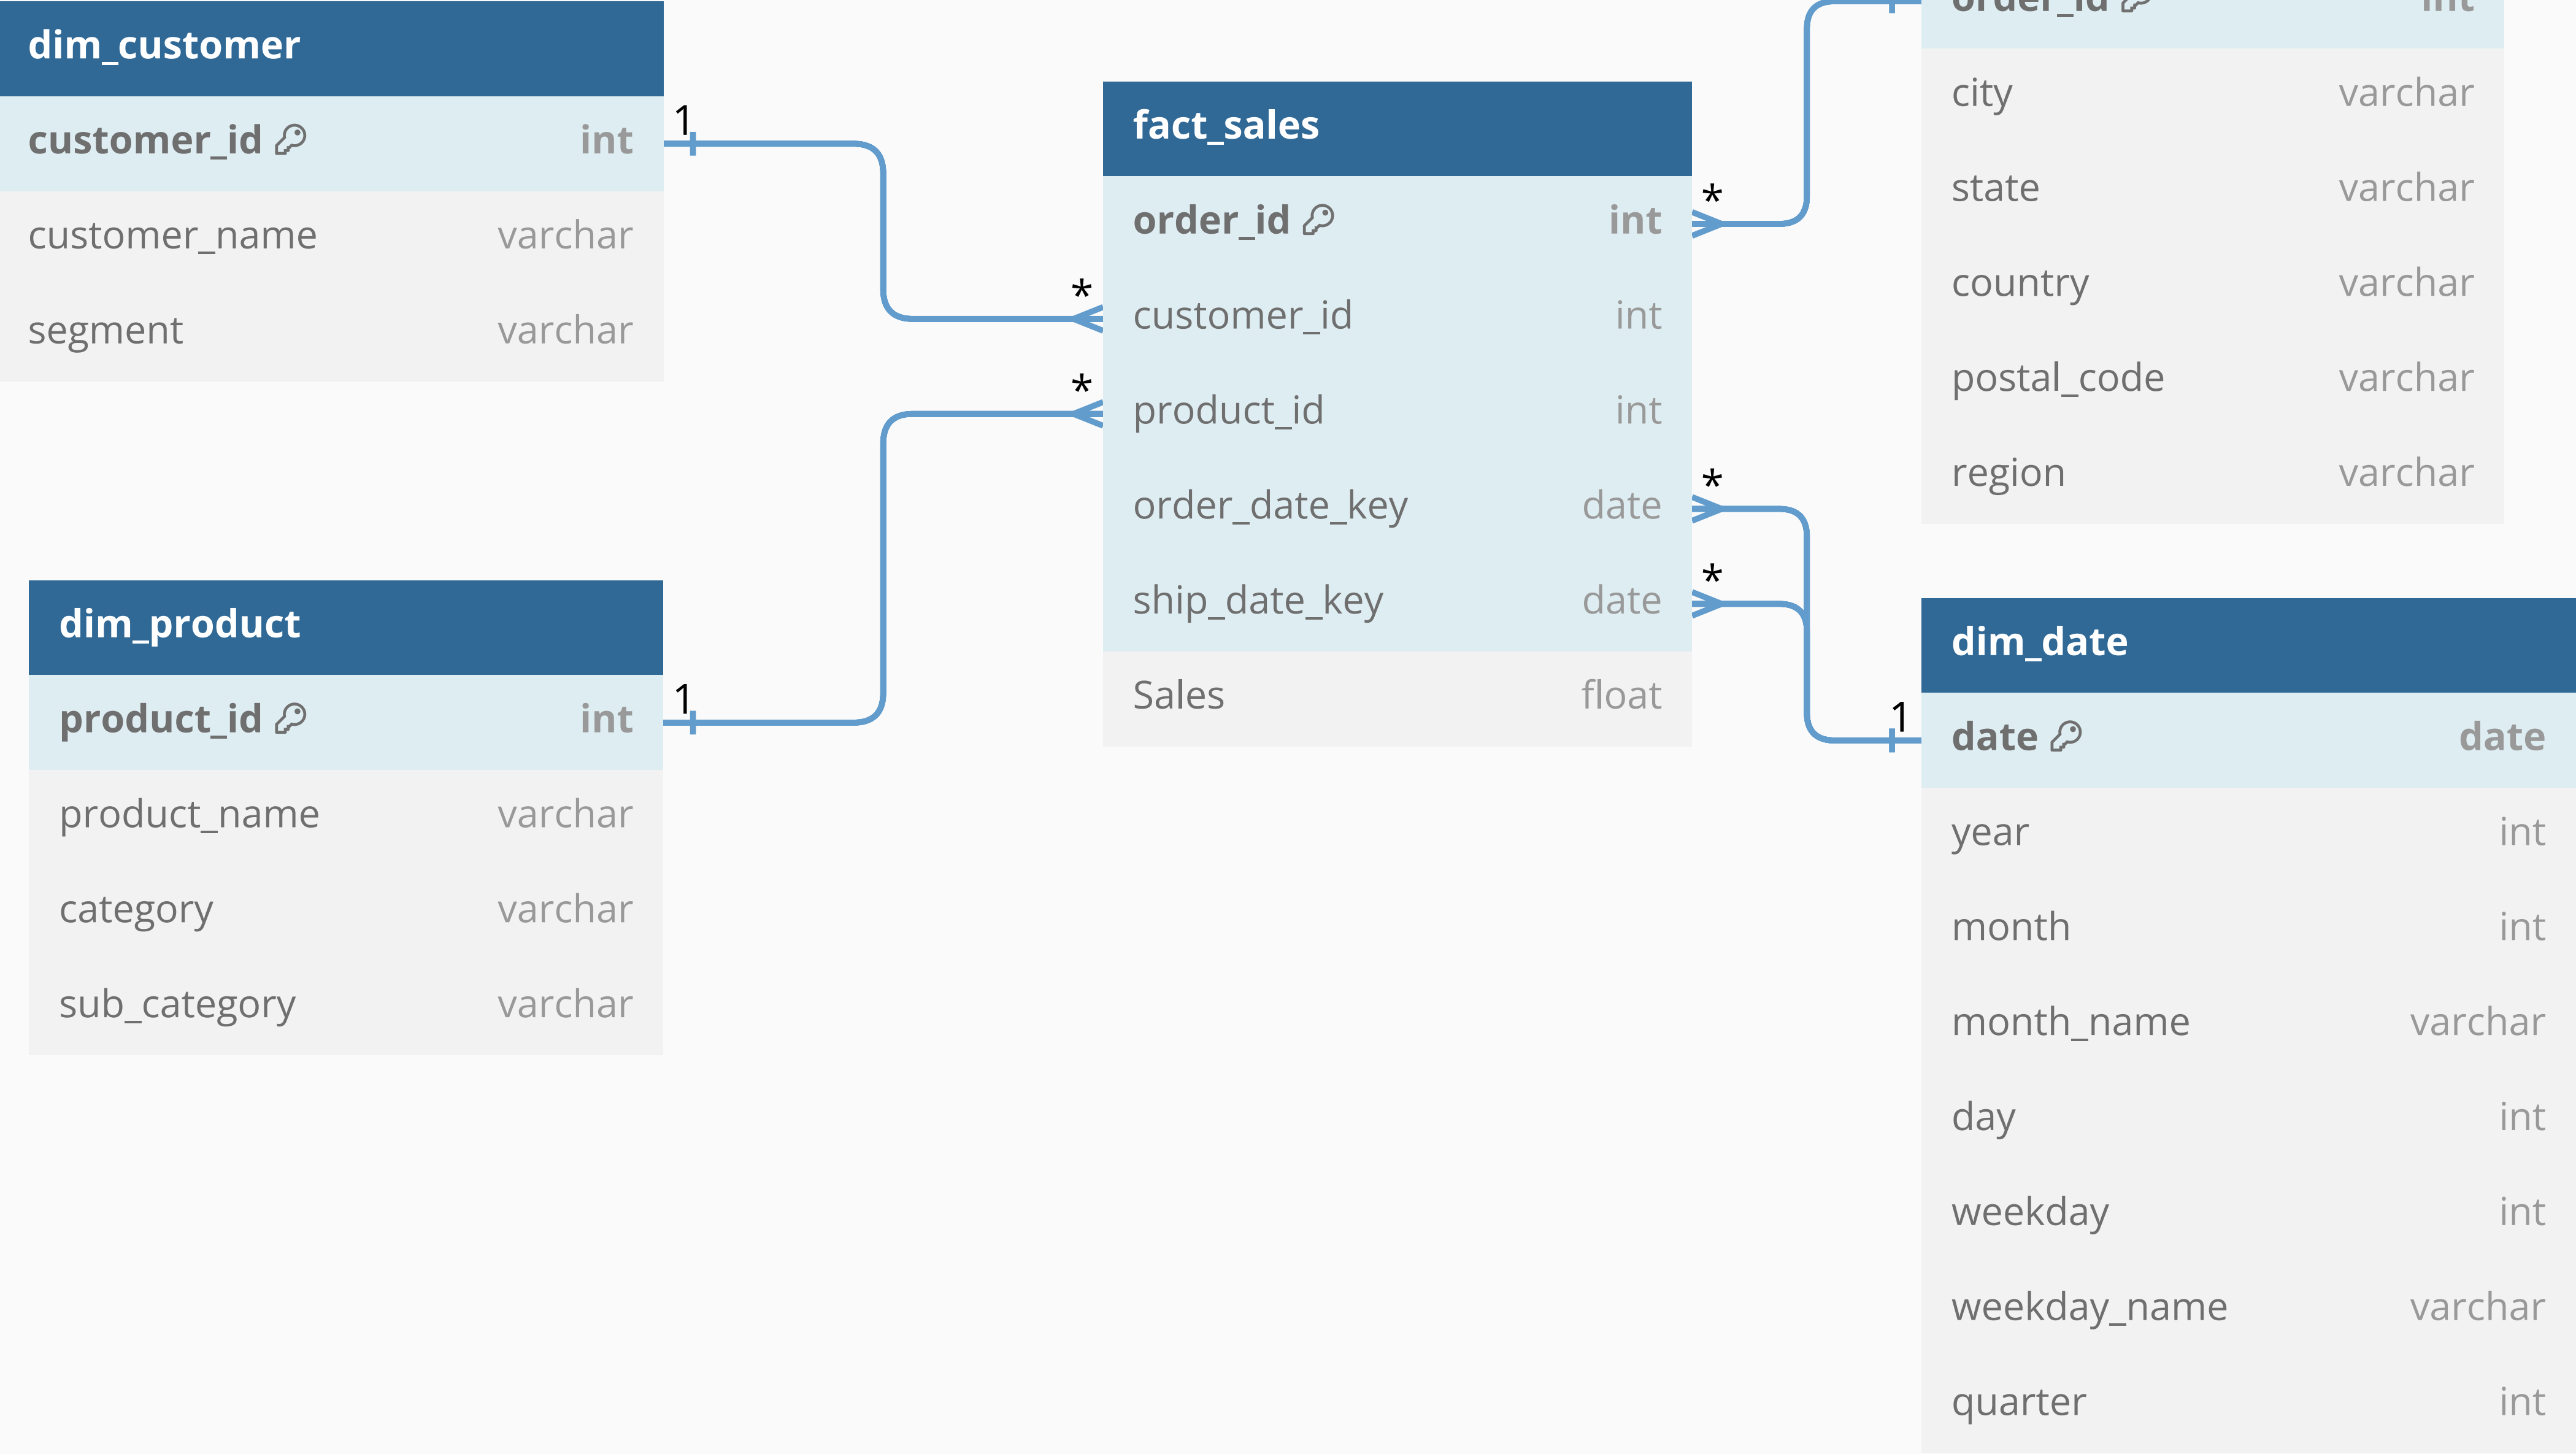 dim_customer
customer_id int
customer_name varchar
segment varchar
1
*
fact_sales
order_id int
customer_id int
product_id int
order_date_key date
ship_date_key date
Sales float
*
order_id int
city varchar
state varchar
country varchar
postal_code varchar
region varchar
*
*
*
dim_product
product_id int
product_name varchar
category varchar
sub_category varchar
1
1
dim_date
date date
year int
month int
month_name varchar
day int
weekday int
weekday_name varchar
quarter int